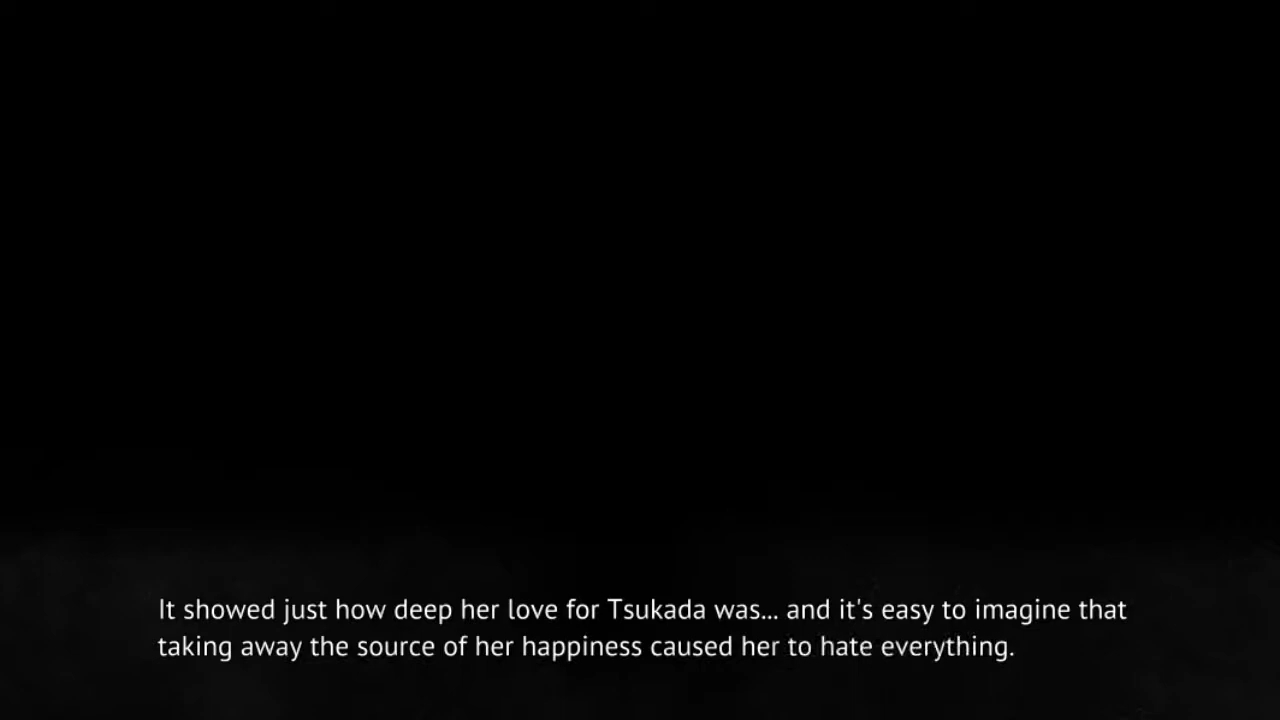 It showed just how deep her love for Tsukada was... and it's easy to imagine that
taking away the source of her happiness caused her to hate everything.